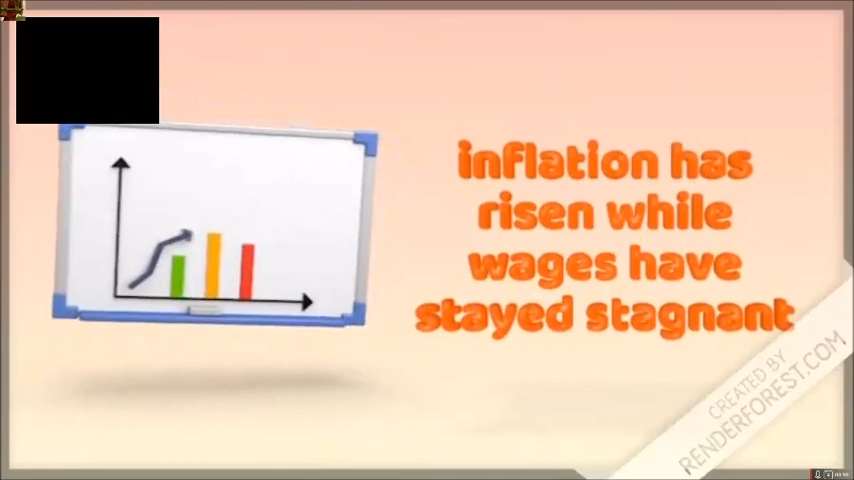 inflation has
risen while
wages have
stayed stagnant
CREATED BY
RENDERFOREST.COM